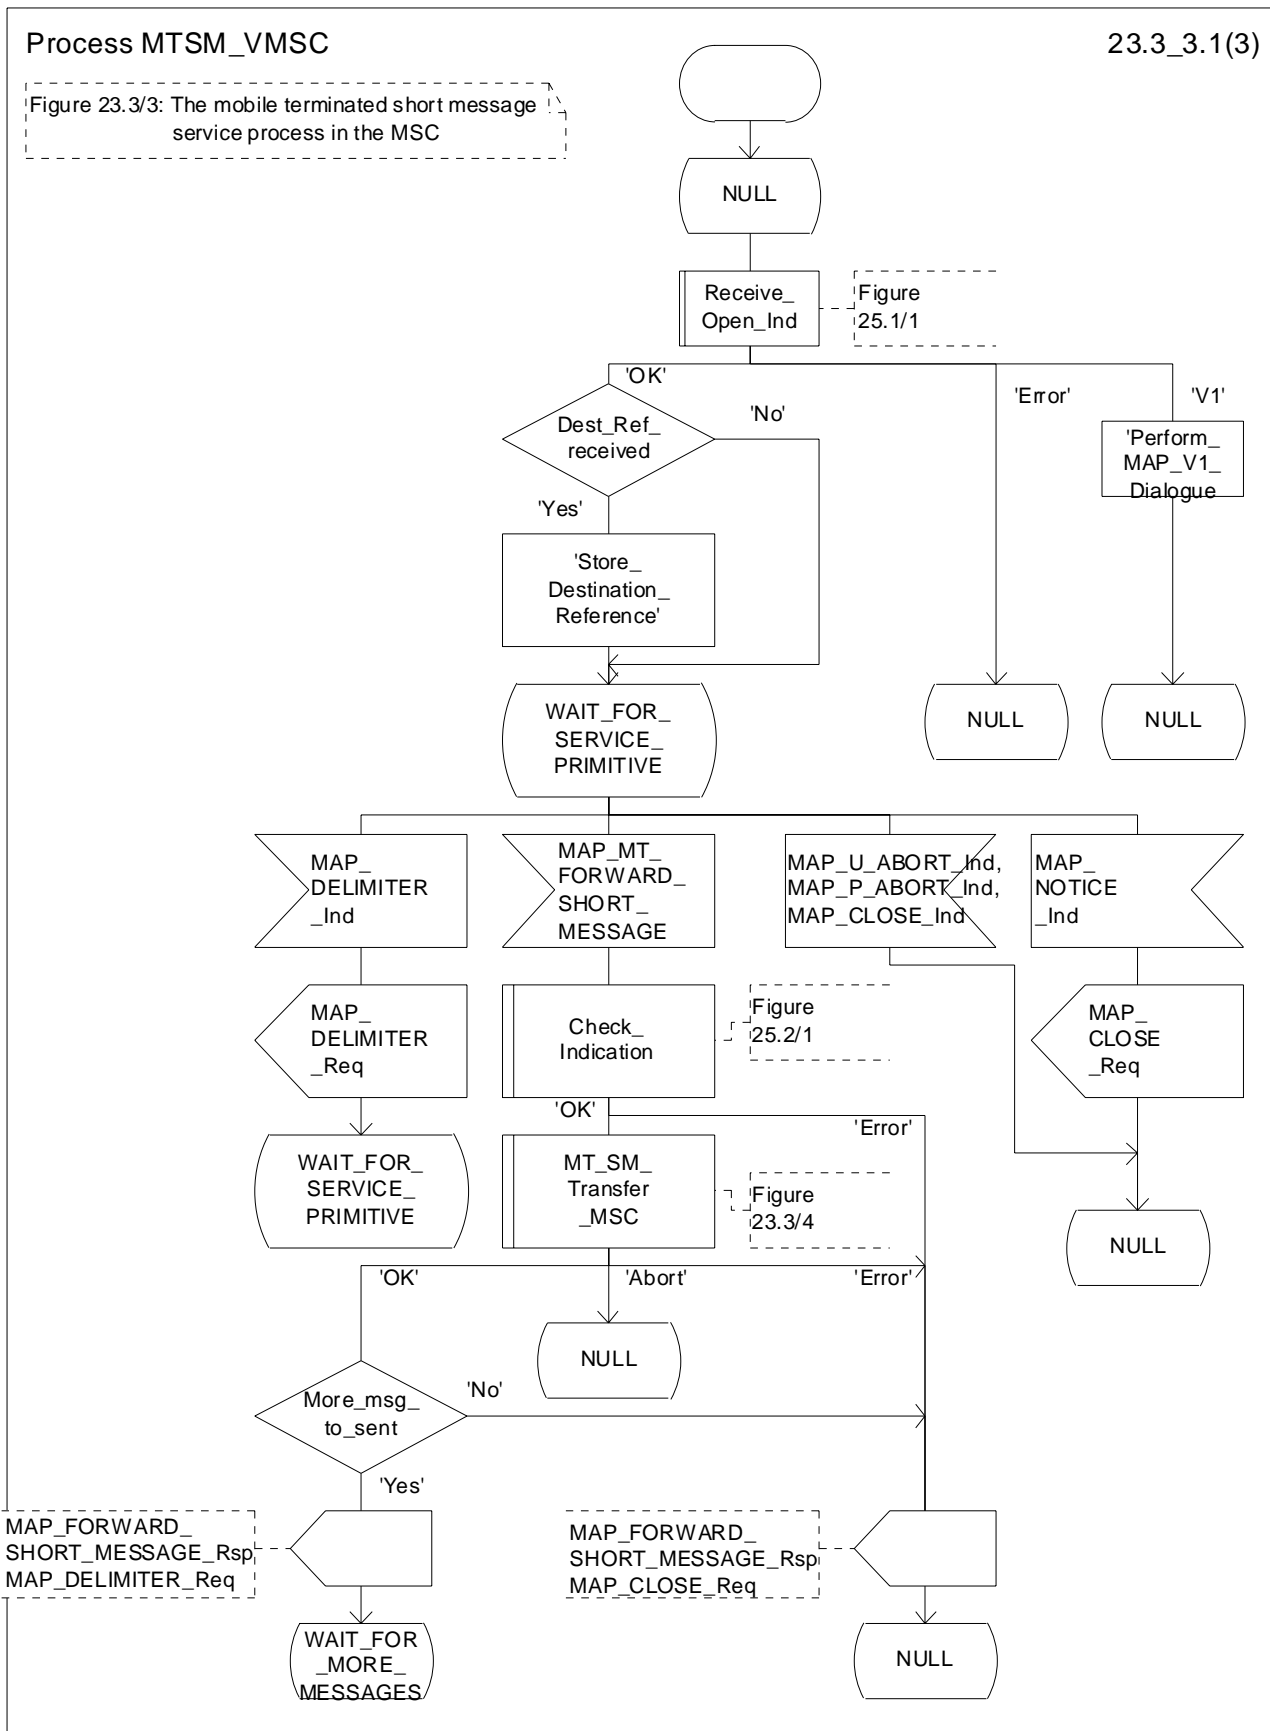 Process MTSM_VMSC
23.3_3.1(3)
Figure 23.3/3: The mobile terminated short message
service process in the MSC
NULL
Receive_
Open_Ind
Figure
25.1/1
'OK'
'Error'
'V1'
Dest_Ref_
received
'No'
'Perform_
MAP_V1_
Dialogue
'Yes'
'Store_
Destination_
Reference'
WAIT_FOR_
SERVICE_
PRIMITIVE
NULL
NULL
MAP_
DELIMITER
_Ind
MAP_MT_
FORWARD_
SHORT_
MESSAGE
MAP_U_ABORT_Ind,
MAP_P_ABORT_Ind,
MAP_CLOSE_Ind
MAP_
NOTICE
_Ind
MAP_
DELIMITER
_Req
Check_
Indication
Figure
25.2/1
MAP_
CLOSE
_Req
'OK'
'Error'
WAIT_FOR_
SERVICE_
PRIMITIVE
MT_SM_
Transfer
_MSC
Figure
23.3/4
NULL
'OK'
'Abort'
'Error'
NULL
More_msg_
to_sent
'No'
'Yes'
MAP_FORWARD_
SHORT_MESSAGE_Rsp
MAP_DELIMITER_Req
MAP_FORWARD_
SHORT_MESSAGE_Rsp
MAP_CLOSE_Req
WAIT_FOR
_MORE_
MESSAGES
NULL